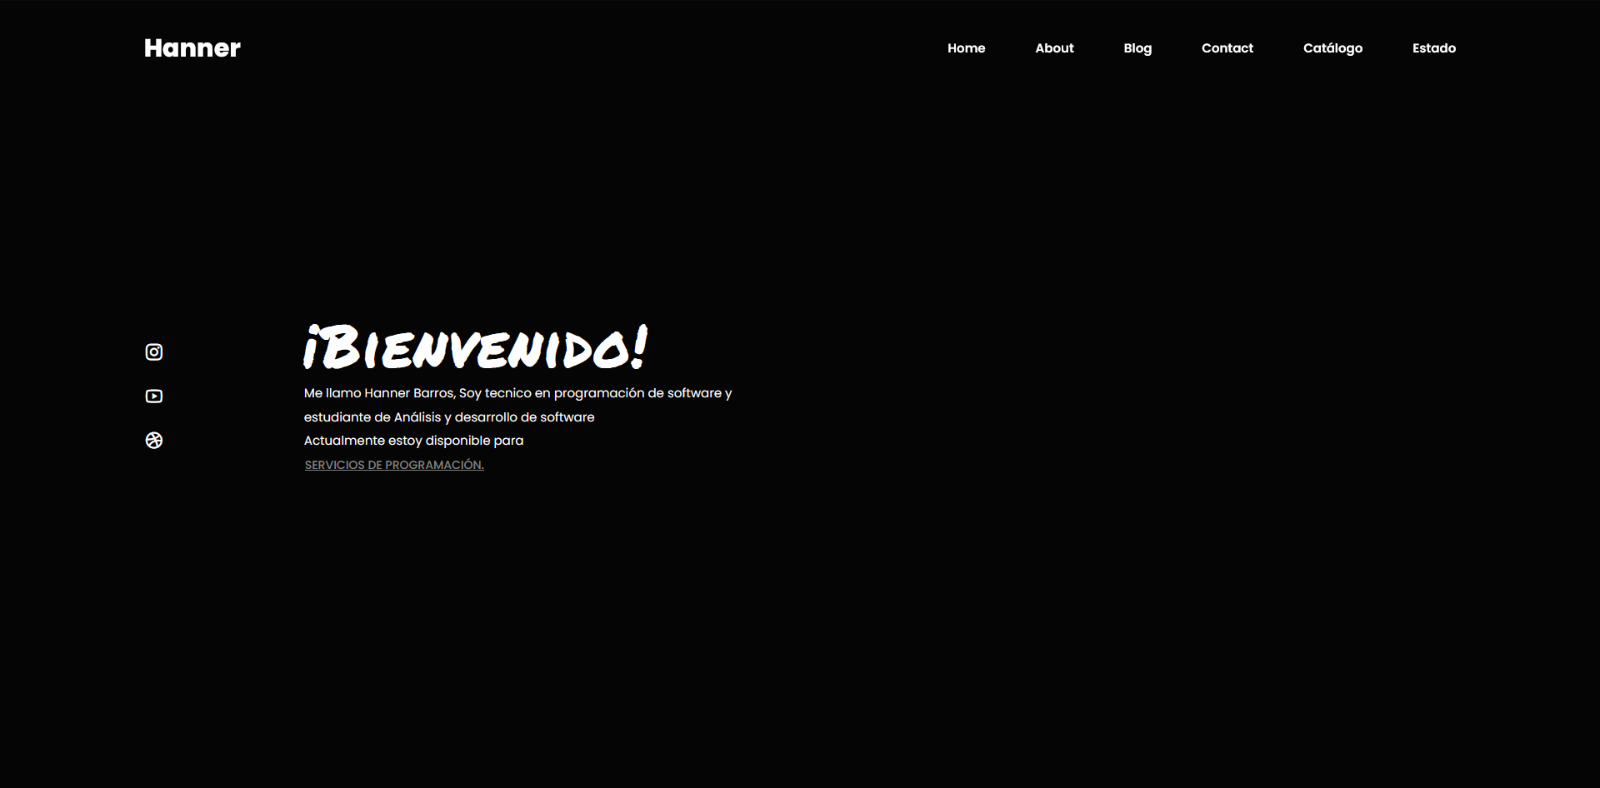 Hanner
Home About Blog Contact Catálogo Estado
¡Bienvenido!
Me llamo Hanner Barros, Soy tecnico en programación de software y
estudiante de Análisis y desarrollo de software
Actualmente estoy disponible para
SERVICIOS DE PROGRAMACIÓN.